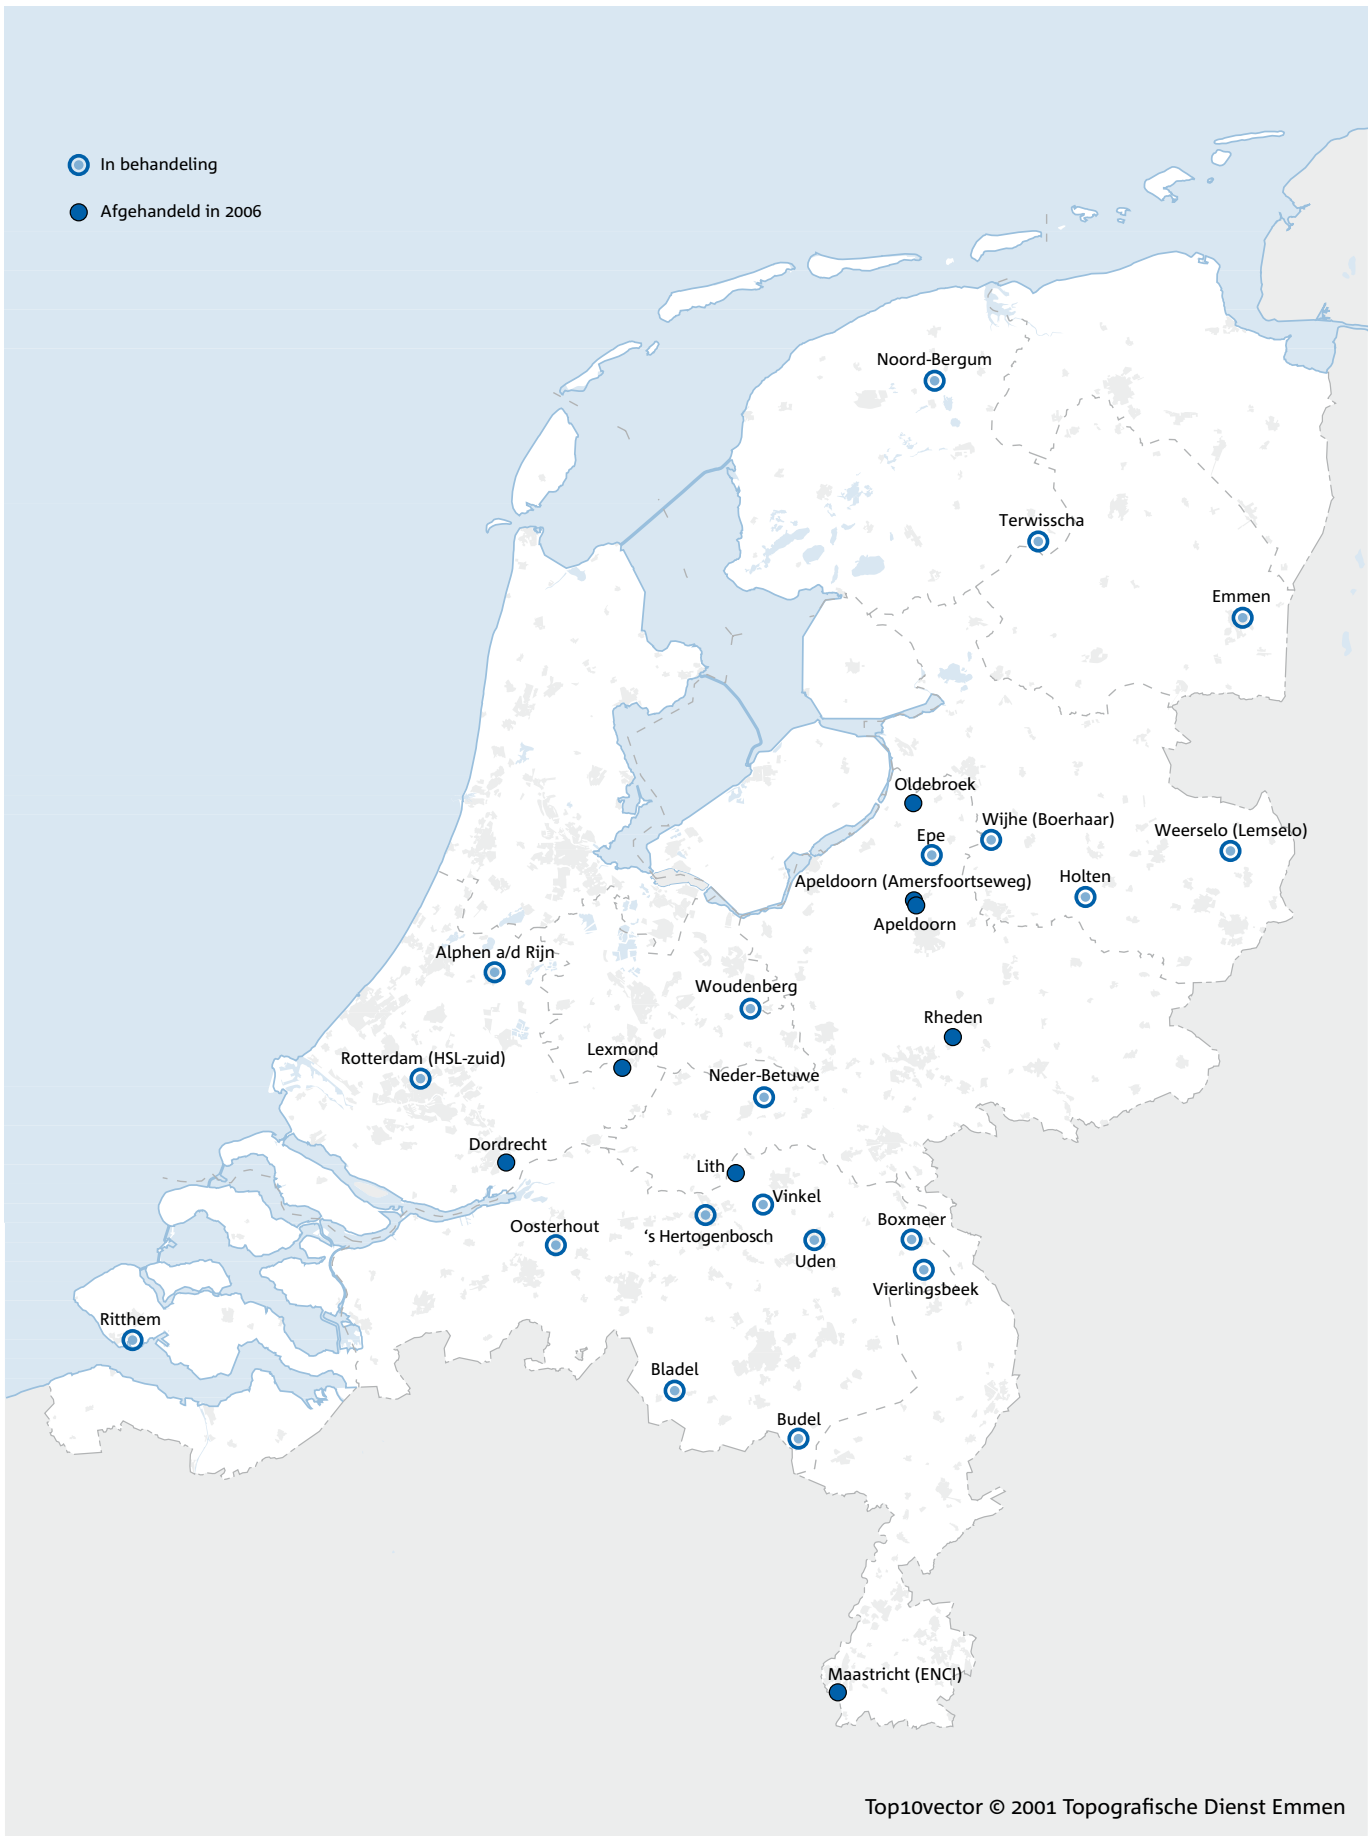 In behandeling
Afgehandeld in 2006
Noord-Bergum
Terwisscha
Emmen
Oldebroek
Wijhe (Boerhaar)
Epe
Weerselo (Lemselo)
Holten
Apeldoorn (Amersfoortseweg)
Apeldoorn
Alphen a/d Rijn
Woudenberg
Rheden
Lexmond
Rotterdam (HSL-zuid)
Neder-Betuwe
Dordrecht
Lith
Vinkel
's Hertogenbosch
Oosterhout
Uden
Boxmeer
Vierlingsbeek
Ritthem
Bladel
Budel
Maastricht (ENCI)
Top10vector © 2001 Topografische Dienst Emmen